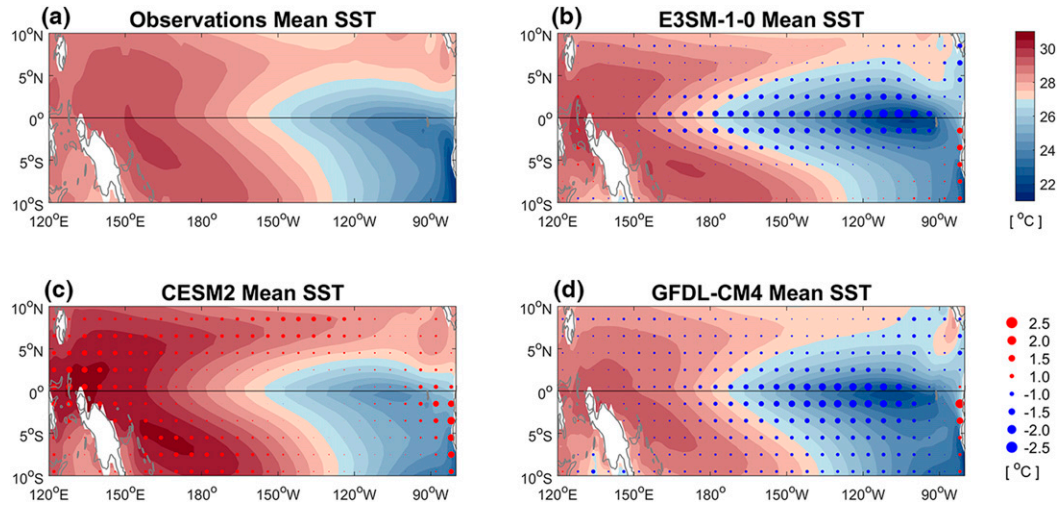 (a) Observations Mean SST
(b) E3SM-1-0 Mean SST
10°N
5°N
0°
5°S
10°S
120°E 150°E 180° 150°W 120°W 90°W
10°N
5°N
0°
5°S
10°S
120°E 150°E 180° 150°W 120°W 90°W
30
28
26
24
22
[ °C ]
(c) CESM2 Mean SST
(d) GFDL-CM4 Mean SST
10°N
5°N
0°
5°S
10°S
120°E 150°E 180° 150°W 120°W 90°W
10°N
5°N
0°
5°S
10°S
120°E 150°E 180° 150°W 120°W 90°W
2.5
2.0
1.5
1.0
-1.0
-1.5
-2.0
-2.5
[ °C ]